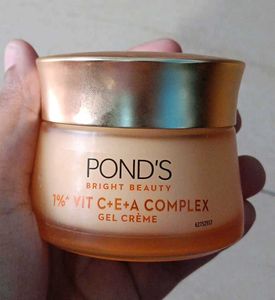 POND'S
BRIGHT BEAUTY
1%^ VIT C+E+A COMPLEX
GEL CRÈME